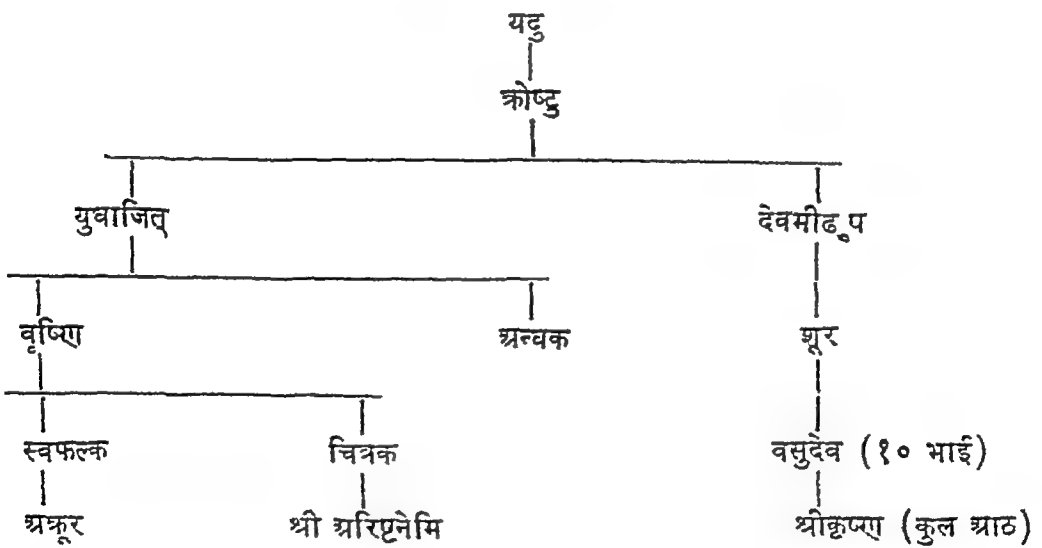 यदु
क्रोष्टु
युधाजित् देवमीढुष
वृष्णि अन्धक शूर
स्वफल्क चित्रक वसुदेव (१० भाई)
अक्रूर श्री अरिष्टनेमि श्रीकृष्ण (कुल आठ)